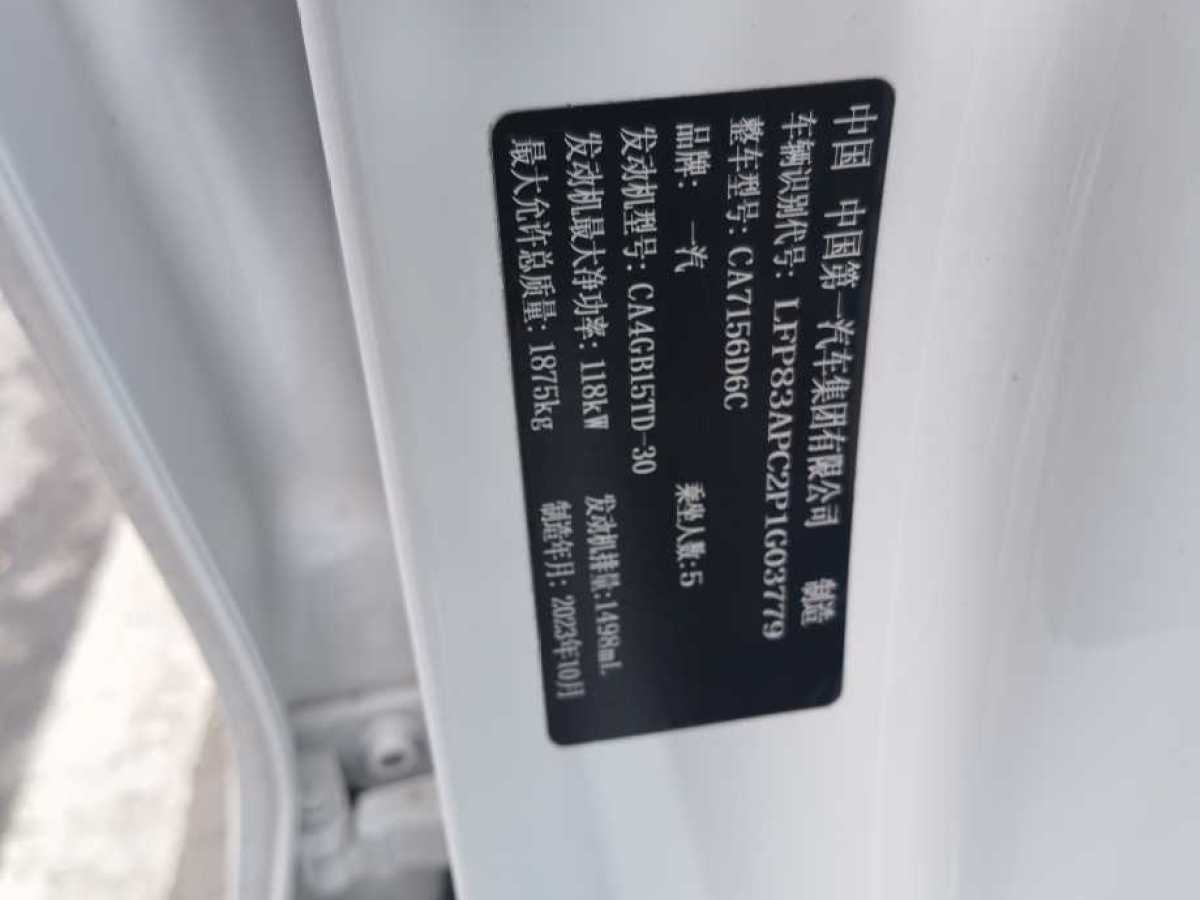 中国 中国第一汽车集团有限公司 制造
车辆识别代号: LFP83APC2P1G03779
整车型号: CA7156D6C
品牌: 一汽 乘坐人数:5
发动机型号: CA4GB15TD-30
发动机最大净功率: 118kW 发动机排量:1498mL
最大允许总质量: 1875kg 制造年月: 2023年10月